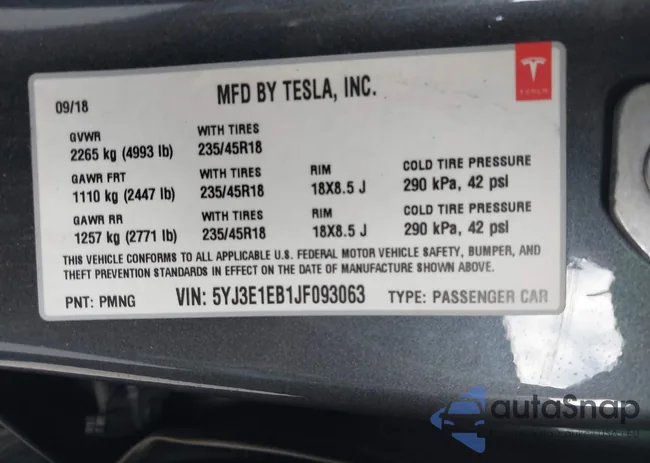 MFD BY TESLA, INC.
TESLA
09/18
GVWR WITH TIRES
2265 kg (4993 lb) 235/45R18
GAWR FRT WITH TIRES RIM COLD TIRE PRESSURE
1110 kg (2447 lb) 235/45R18 18X8.5 J 290 kPa, 42 psi
GAWR RR WITH TIRES RIM COLD TIRE PRESSURE
1257 kg (2771 lb) 235/45R18 18X8.5 J 290 kPa, 42 psi
THIS VEHICLE CONFORMS TO ALL APPLICABLE U.S. FEDERAL MOTOR VEHICLE SAFETY, BUMPER, AND
THEFT PREVENTION STANDARDS IN EFFECT ON THE DATE OF MANUFACTURE SHOWN ABOVE.
PNT: PMNG VIN: 5YJ3E1EB1JF093063 TYPE: PASSENGER CAR
autoSnap